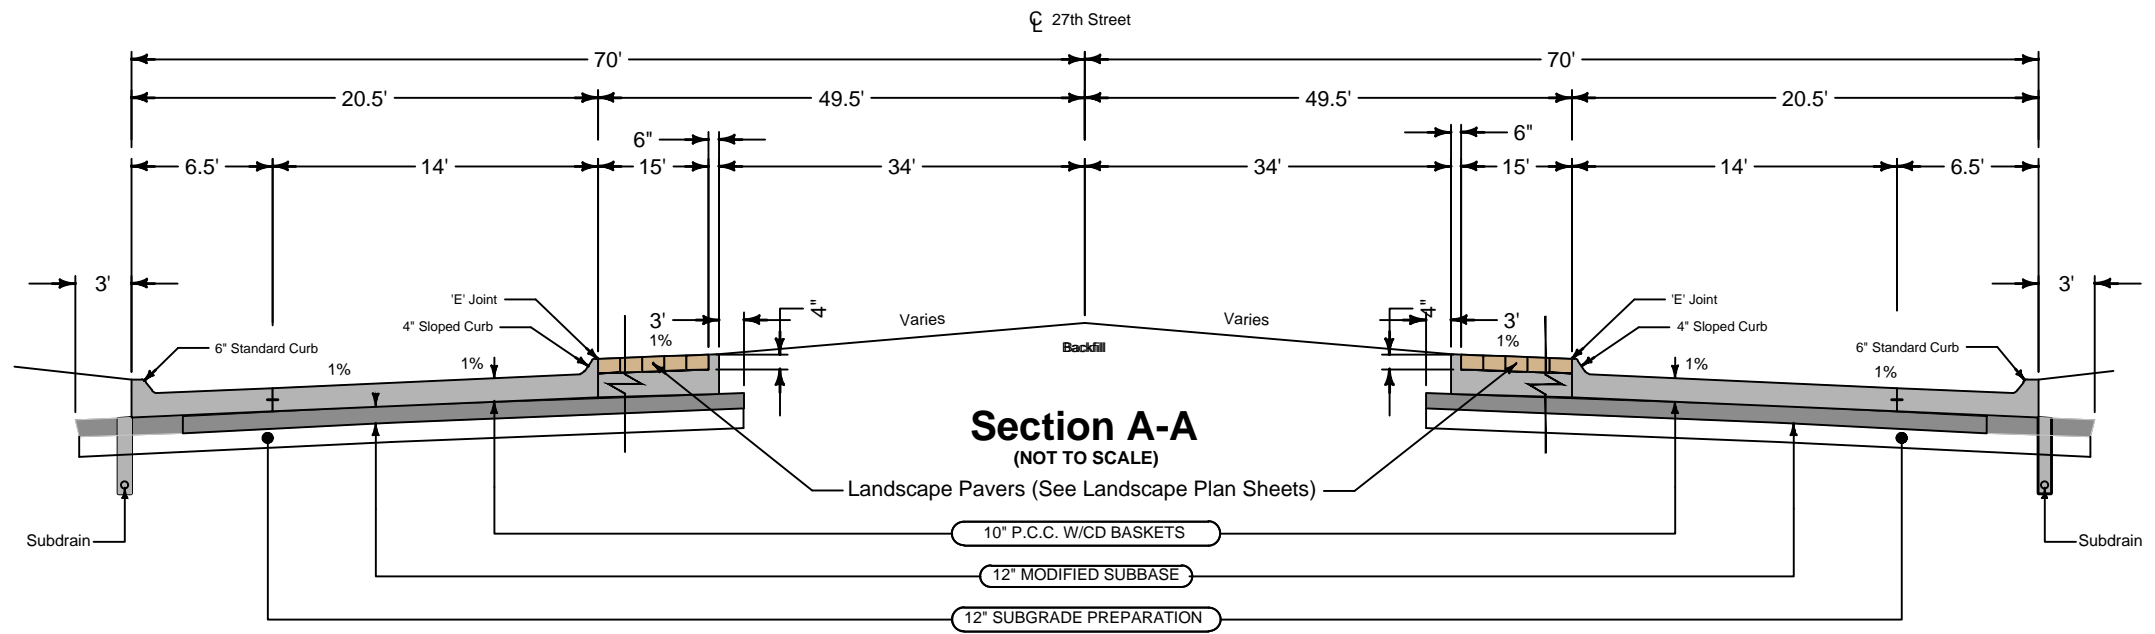 ℄ 27th Street
70' 70'
20.5' 49.5' 49.5' 20.5'
6" 6"
6.5' 14' 15' 34' 34' 15' 14' 6.5'
3' 3'
'E' Joint 'E' Joint
4" 4"
3' Varies Varies 3'
4" Sloped Curb 4" Sloped Curb
1% 1%
6" Standard Curb Backfill 6" Standard Curb
1% 1% 1% 1%
Section A-A
(NOT TO SCALE)
Landscape Pavers (See Landscape Plan Sheets)
10" P.C.C. W/CD BASKETS
Subdrain Subdrain
12" MODIFIED SUBBASE
12" SUBGRADE PREPARATION